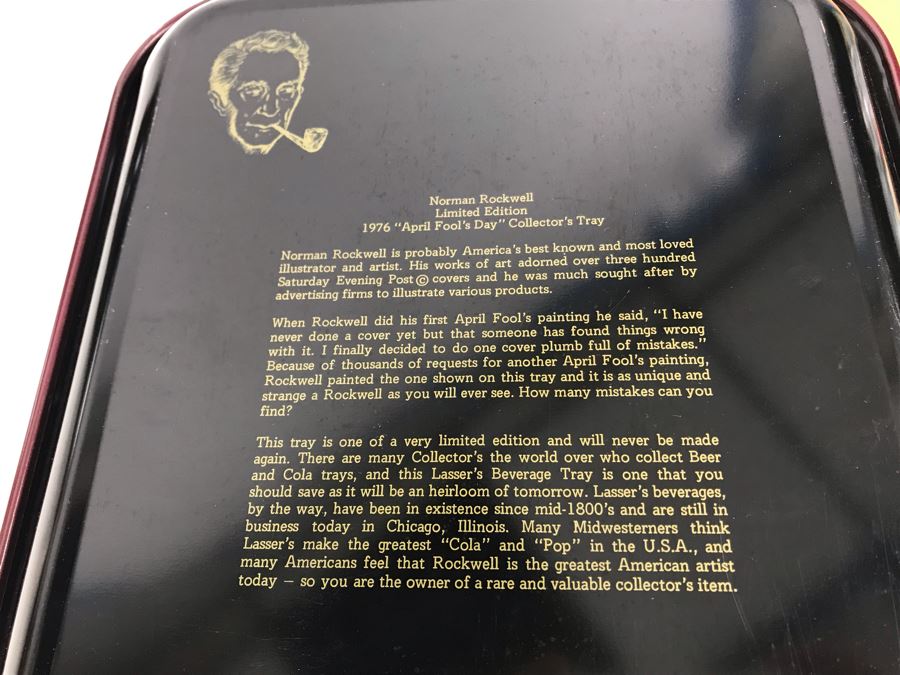 Norman Rockwell
Limited Edition
1976 "April Fool's Day" Collector's Tray
Norman Rockwell is probably America's best known and most loved
illustrator and artist. His works of art adorned over three hundred
Saturday Evening Post © covers and he was much sought after by
advertising firms to illustrate various products.
When Rockwell did his first April Fool's painting he said, "I have
never done a cover yet but that someone has found things wrong
with it. I finally decided to do one cover plumb full of mistakes."
Because of thousands of requests for another April Fool's painting,
Rockwell painted the one shown on this tray and it is as unique and
strange a Rockwell as you will ever see. How many mistakes can you
find?
This tray is one of a very limited edition and will never be made
again. There are many Collector's the world over who collect Beer
and Cola trays, and this Lasser's Beverage Tray is one that you
should save as it will be an heirloom of tomorrow. Lasser's beverages,
by the way, have been in existence since mid-1800's and are still in
business today in Chicago, Illinois. Many Midwesterners think
Lasser's make the greatest "Cola" and "Pop" in the U.S.A., and
many Americans feel that Rockwell is the greatest American artist
today – so you are the owner of a rare and valuable collector's item.